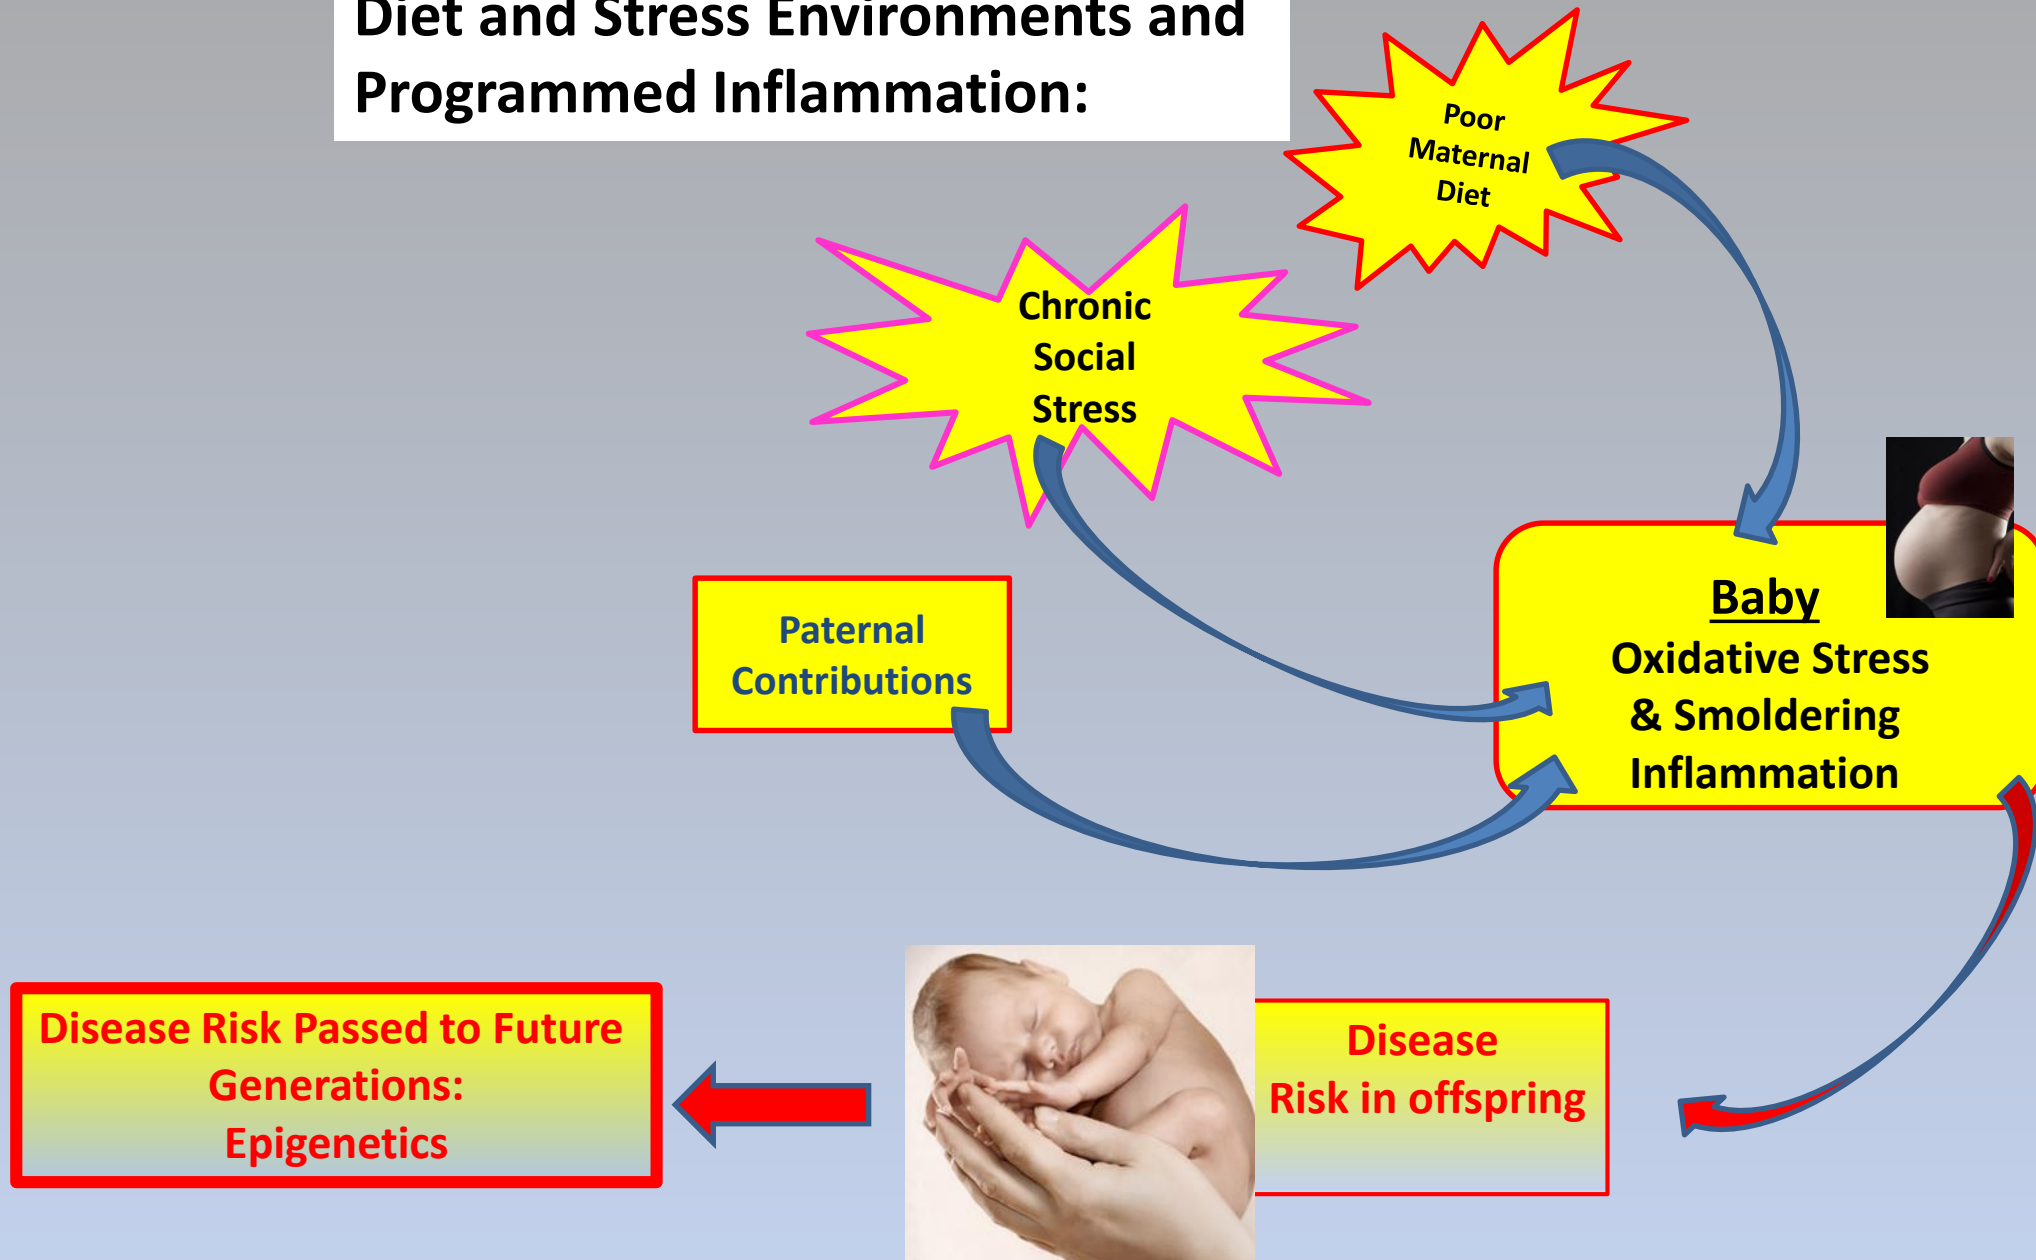 Diet and Stress Environments and
Programmed Inflammation:
Poor
Maternal
Diet
Chronic
Social
Stress
Paternal
Contributions
Baby
Oxidative Stress
& Smoldering
Inflammation
Disease
Risk in offspring
Disease Risk Passed to Future
Generations:
Epigenetics